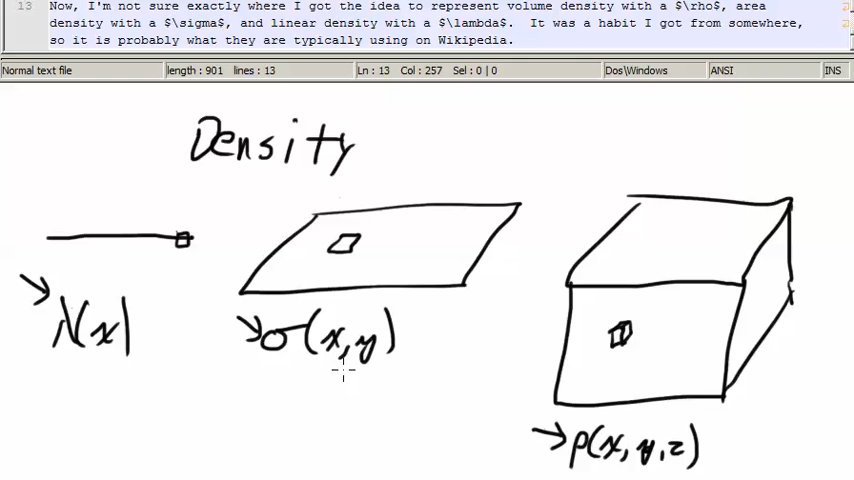 13 Now, I'm not sure exactly where I got the idea to represent volume density with a $\rho$, area
density with a $\sigma$, and linear density with a $\lambda$. It was a habit I got from somewhere,
so it is probably what they are typically using on Wikipedia.
Normal text file length : 901 lines : 13 Ln : 13 Col : 257 Sel : 0 | 0 Dos\Windows ANSI INS
Density
λ(x)
σ(x,y)
ρ(x,y,z)